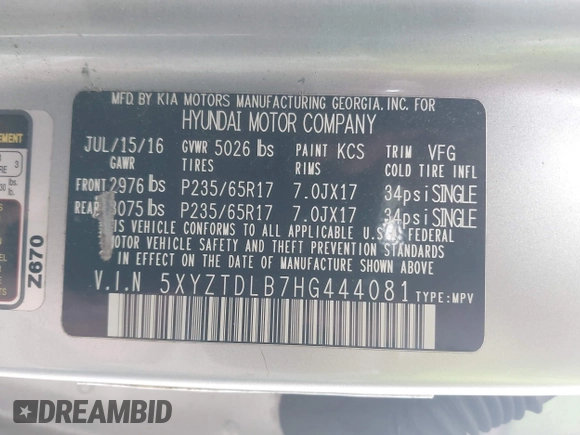 MFD. BY KIA MOTORS MANUFACTURING GEORGIA, INC. FOR
HYUNDAI MOTOR COMPANY
JUL/15/16 GVWR 5026 lbs PAINT KCS TRIM VFG
GAWR TIRES RIMS COLD TIRE INFL
FRONT 2976 lbs P235/65R17 7.0JX17 34psi SINGLE
REAR 3075 lbs P235/65R17 7.0JX17 34psi SINGLE
THIS VEHICLE CONFORMS TO ALL APPLICABLE U.S. FEDERAL
MOTOR VEHICLE SAFETY AND THEFT PREVENTION STANDARDS
IN EFFECT ON THE DATE OF MANUFACTURE SHOWN ABOVE.
V.I.N 5XYZTDLB7HG444081 TYPE: MPV
Z670
DREAMBID